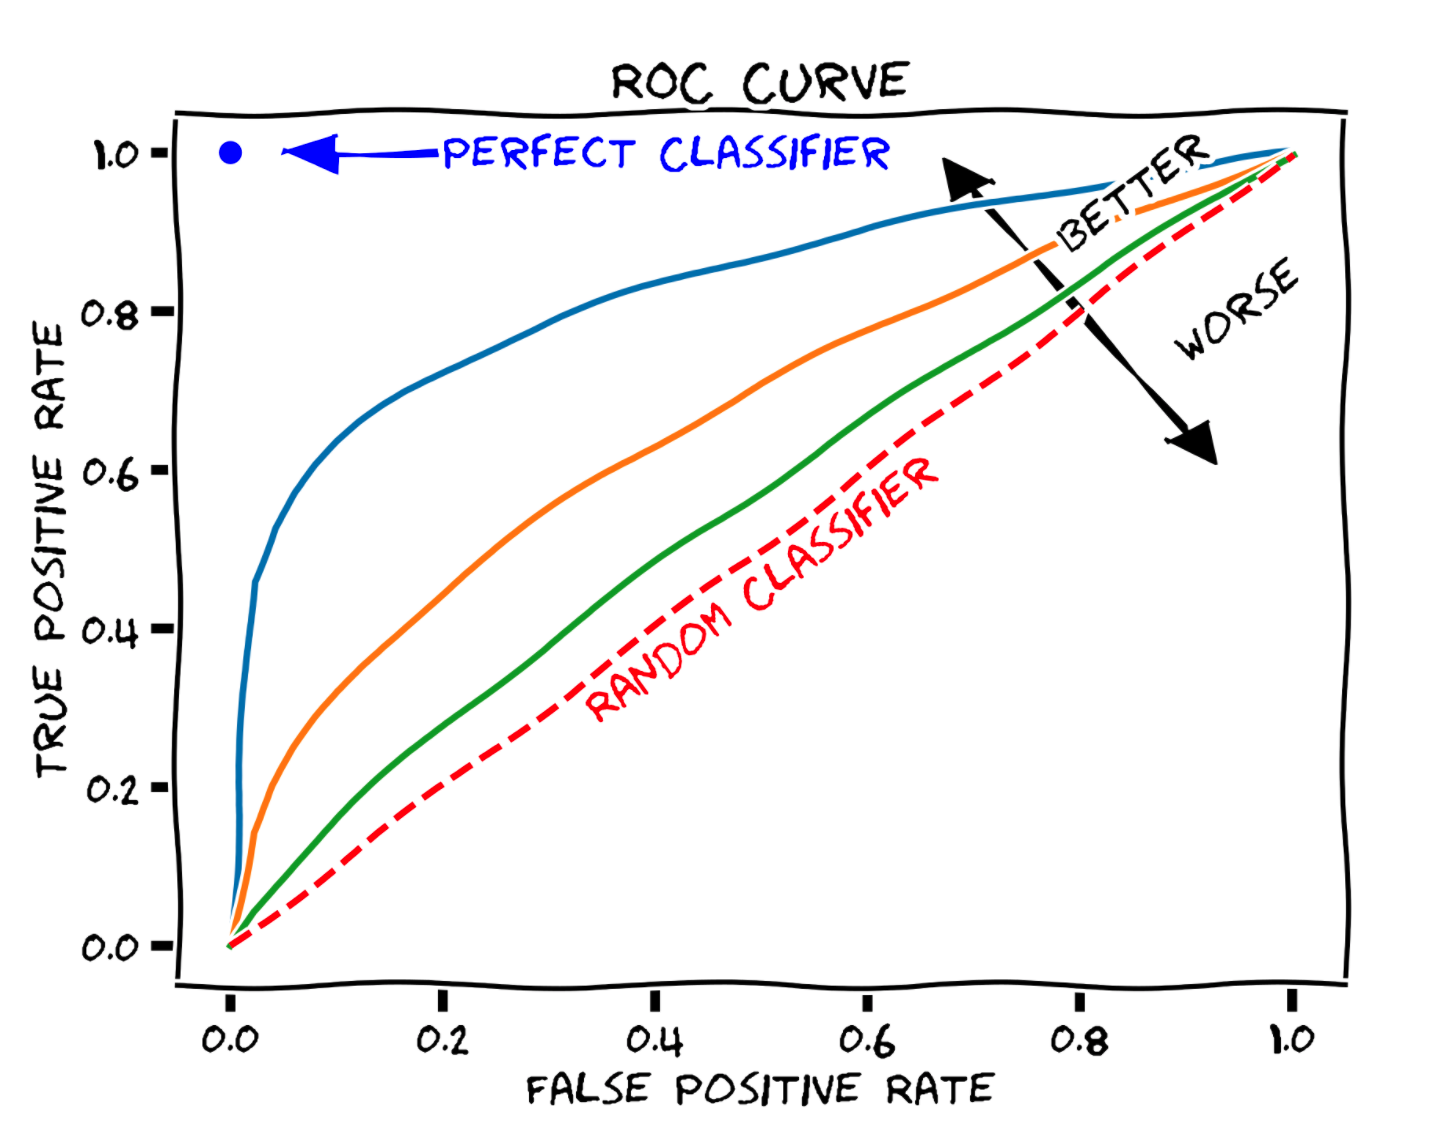 ROC CURVE
PERFECT CLASSIFIER
BETTER
WORSE
RANDOM CLASSIFIER
TRUE POSITIVE RATE
1.0
0.8
0.6
0.4
0.2
0.0
0.0 0.2 0.4 0.6 0.8 1.0
FALSE POSITIVE RATE